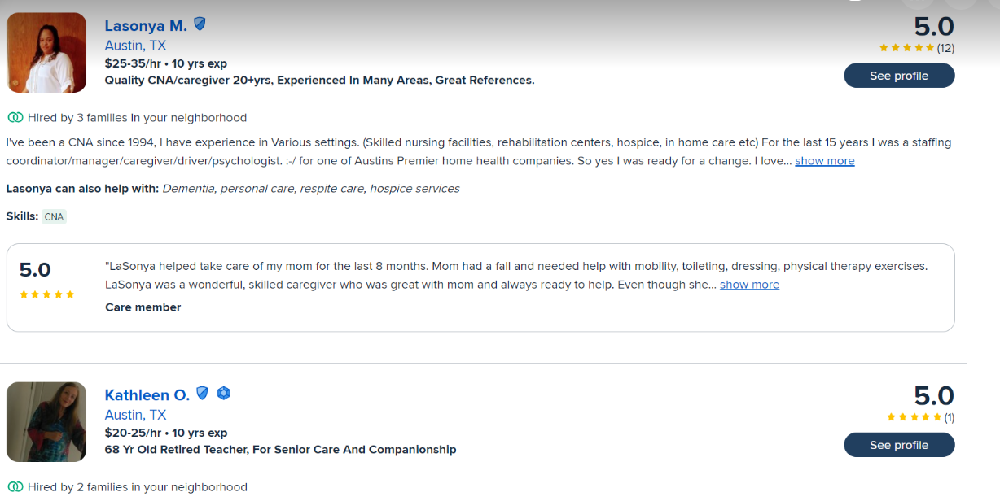 Lasonya M.
5.0
Austin, TX
(12)
$25-35/hr • 10 yrs exp
See profile
Quality CNA/caregiver 20+yrs, Experienced In Many Areas, Great References.
Hired by 3 families in your neighborhood
I've been a CNA since 1994, I have experience in Various settings. (Skilled nursing facilities, rehabilitation centers, hospice, in home care etc) For the last 15 years I was a staffing
coordinator/manager/caregiver/driver/psychologist. :-/ for one of Austins Premier home health companies. So yes I was ready for a change. I love... show more
Lasonya can also help with: Dementia, personal care, respite care, hospice services
Skills: CNA
5.0
"LaSonya helped take care of my mom for the last 8 months. Mom had a fall and needed help with mobility, toileting, dressing, physical therapy exercises.
LaSonya was a wonderful, skilled caregiver who was great with mom and always ready to help. Even though she... show more
Care member
Kathleen O.
5.0
Austin, TX
(1)
$20-25/hr • 10 yrs exp
See profile
68 Yr Old Retired Teacher, For Senior Care And Companionship
Hired by 2 families in your neighborhood